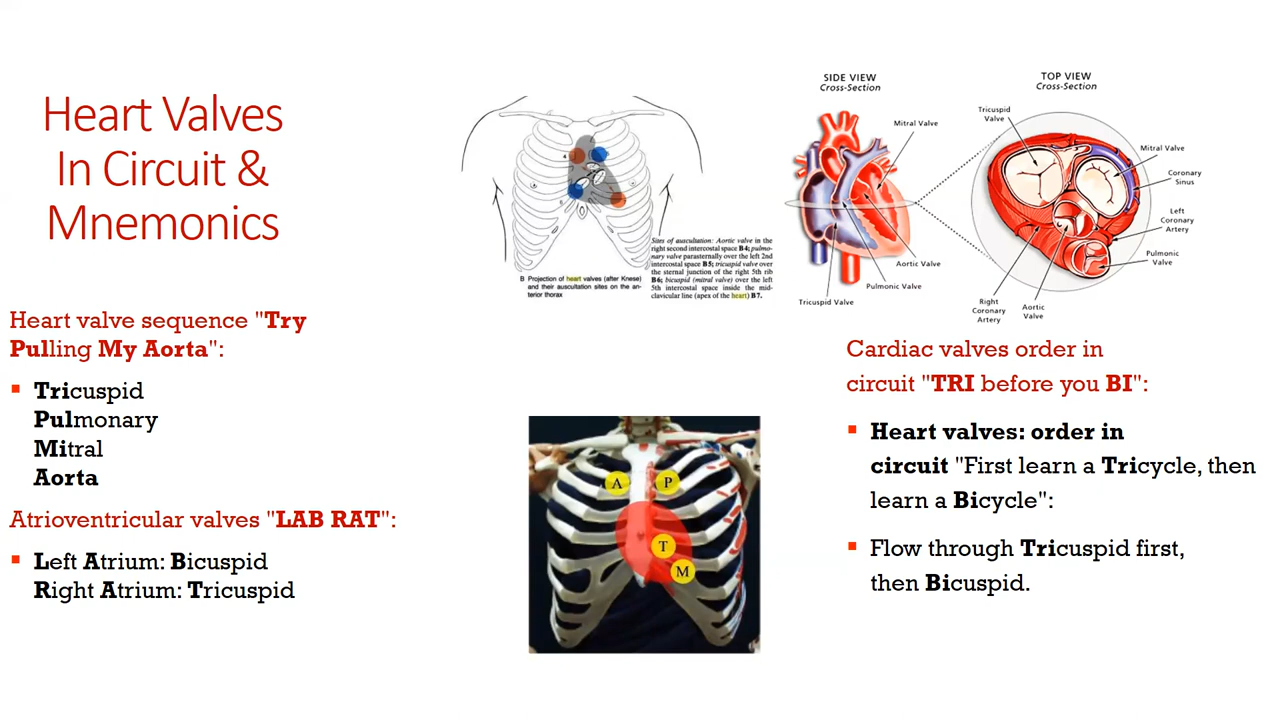 Heart Valves
In Circuit &
Mnemonics
Heart valve sequence "Try
Pulling My Aorta":
▪ Tricuspid
Pulmonary
Mitral
Aorta
Atrioventricular valves "LAB RAT":
▪ Left Atrium: Bicuspid
Right Atrium: Tricuspid
B Projection of heart valves (after Knese)
and their auscultation sites on the an-
terior thorax
Sites of auscultation: Aortic valve in the
right second intercostal space B4; pulmo-
nary valve parasternally over the left 2nd
intercostal space B5; tricuspid valve over
the sternal junction of the right 5th rib
B6; bicuspid (mitral valve) over the left
5th intercostal space inside the mid-
clavicular line (apex of the heart) B7.
A
P
T
M
SIDE VIEW
Cross-Section
Mitral Valve
Aortic Valve
Pulmonic Valve
Tricuspid Valve
TOP VIEW
Cross-Section
Tricuspid
Valve
Mitral Valve
Coronary
Sinus
Left
Coronary
Artery
Pulmonic
Valve
Aortic
Valve
Right
Coronary
Artery
Cardiac valves order in
circuit "TRI before you BI":
▪ Heart valves: order in
circuit "First learn a Tricycle, then
learn a Bicycle":
▪ Flow through Tricuspid first,
then Bicuspid.